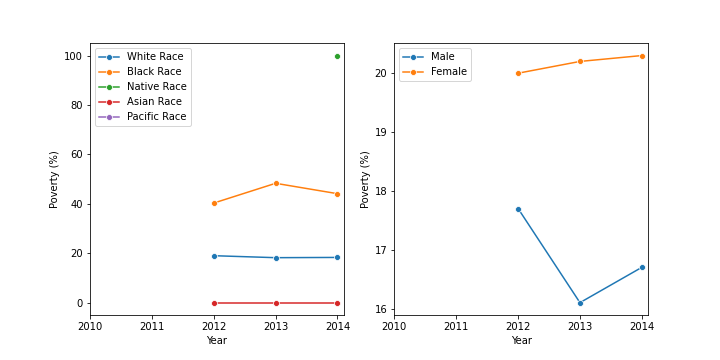 White Race
Black Race
Native Race
Asian Race
Pacific Race
100
80
60
40
20
0
Poverty (%)
2010 2011 2012 2013 2014
Year
Male
Female
20
19
18
17
16
Poverty (%)
2010 2011 2012 2013 2014
Year